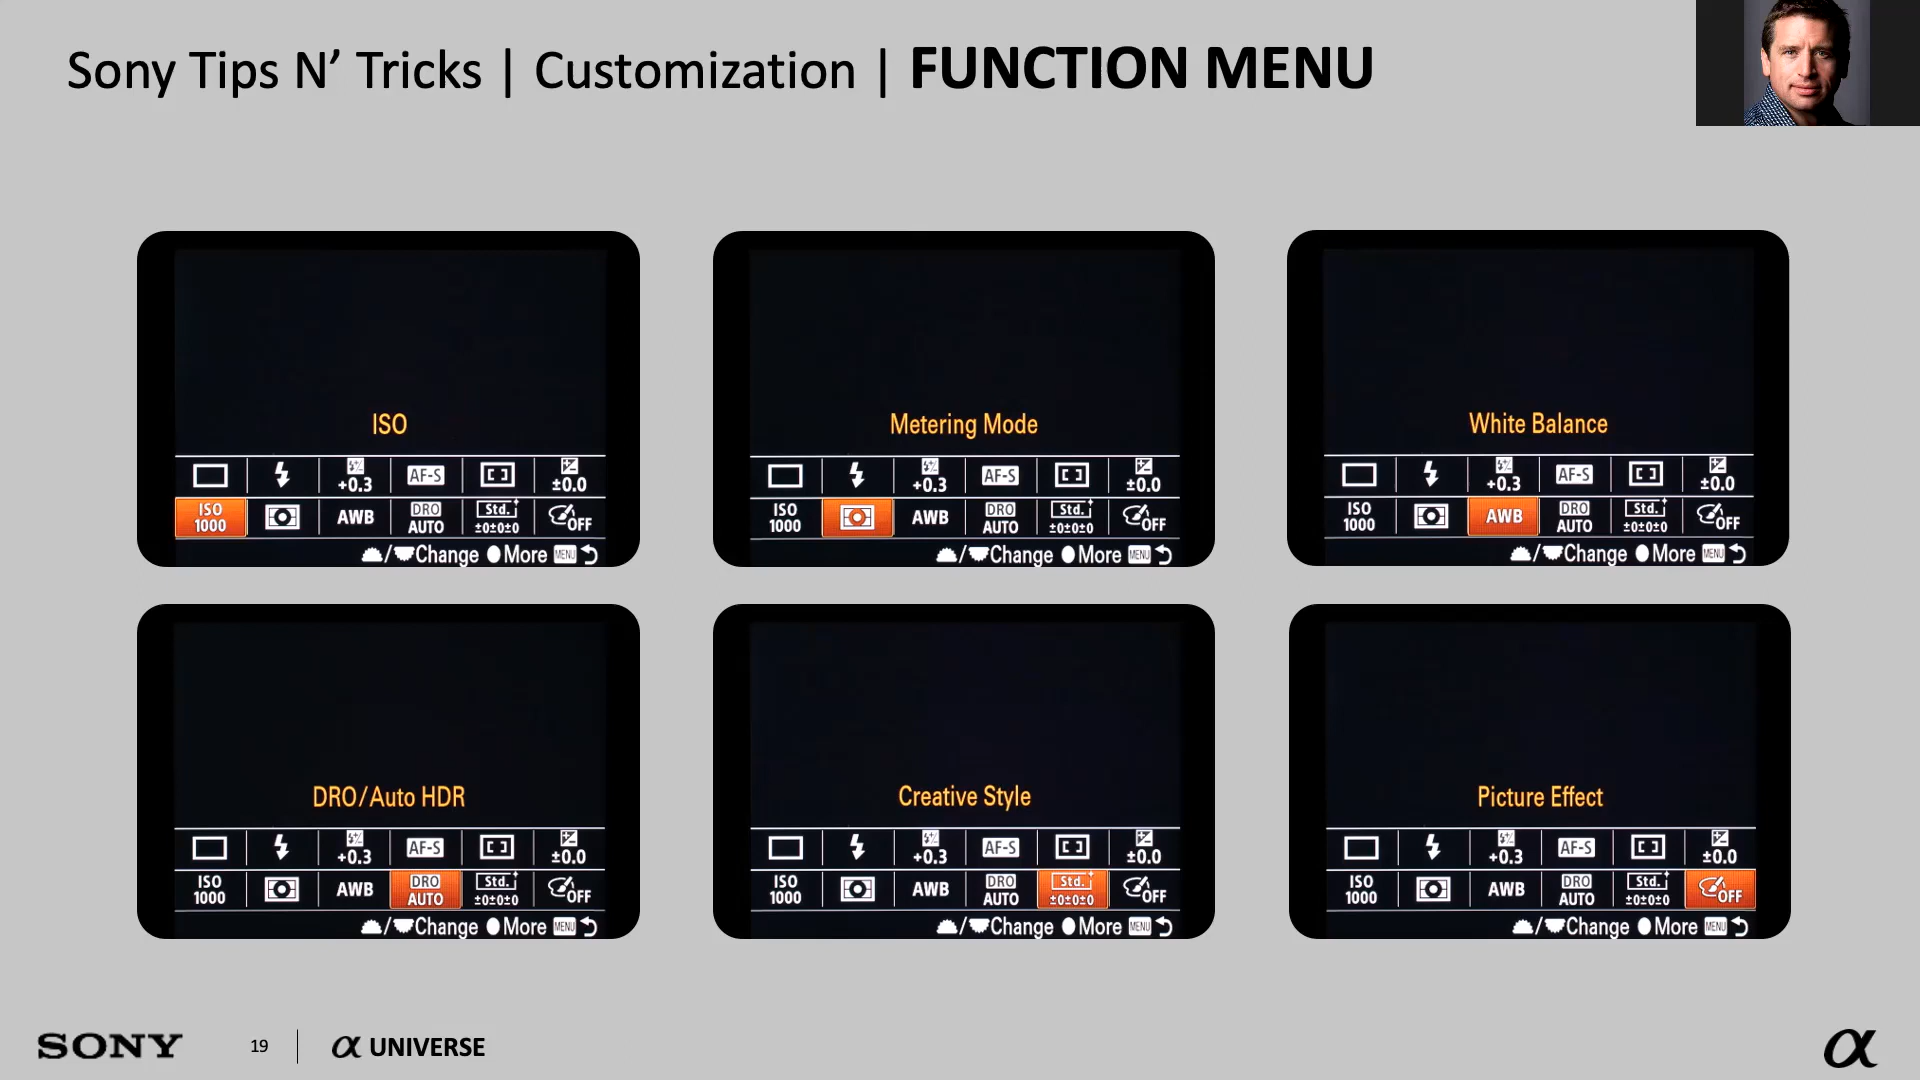 Sony Tips N’ Tricks | Customization | FUNCTION MENU
ISO
+0.3 AF-S ±0.0
ISO 1000 AWB DRO AUTO Std. ±0±0±0 OFF
/ Change More MENU
Metering Mode
+0.3 AF-S ±0.0
ISO 1000 AWB DRO AUTO Std. ±0±0±0 OFF
/ Change More MENU
White Balance
+0.3 AF-S ±0.0
ISO 1000 AWB DRO AUTO Std. ±0±0±0 OFF
/ Change More MENU
DRO/Auto HDR
+0.3 AF-S ±0.0
ISO 1000 AWB DRO AUTO Std. ±0±0±0 OFF
/ Change More MENU
Creative Style
+0.3 AF-S ±0.0
ISO 1000 AWB DRO AUTO Std. ±0±0±0 OFF
/ Change More MENU
Picture Effect
+0.3 AF-S ±0.0
ISO 1000 AWB DRO AUTO Std. ±0±0±0 OFF
/ Change More MENU
SONY 19 | α UNIVERSE
α